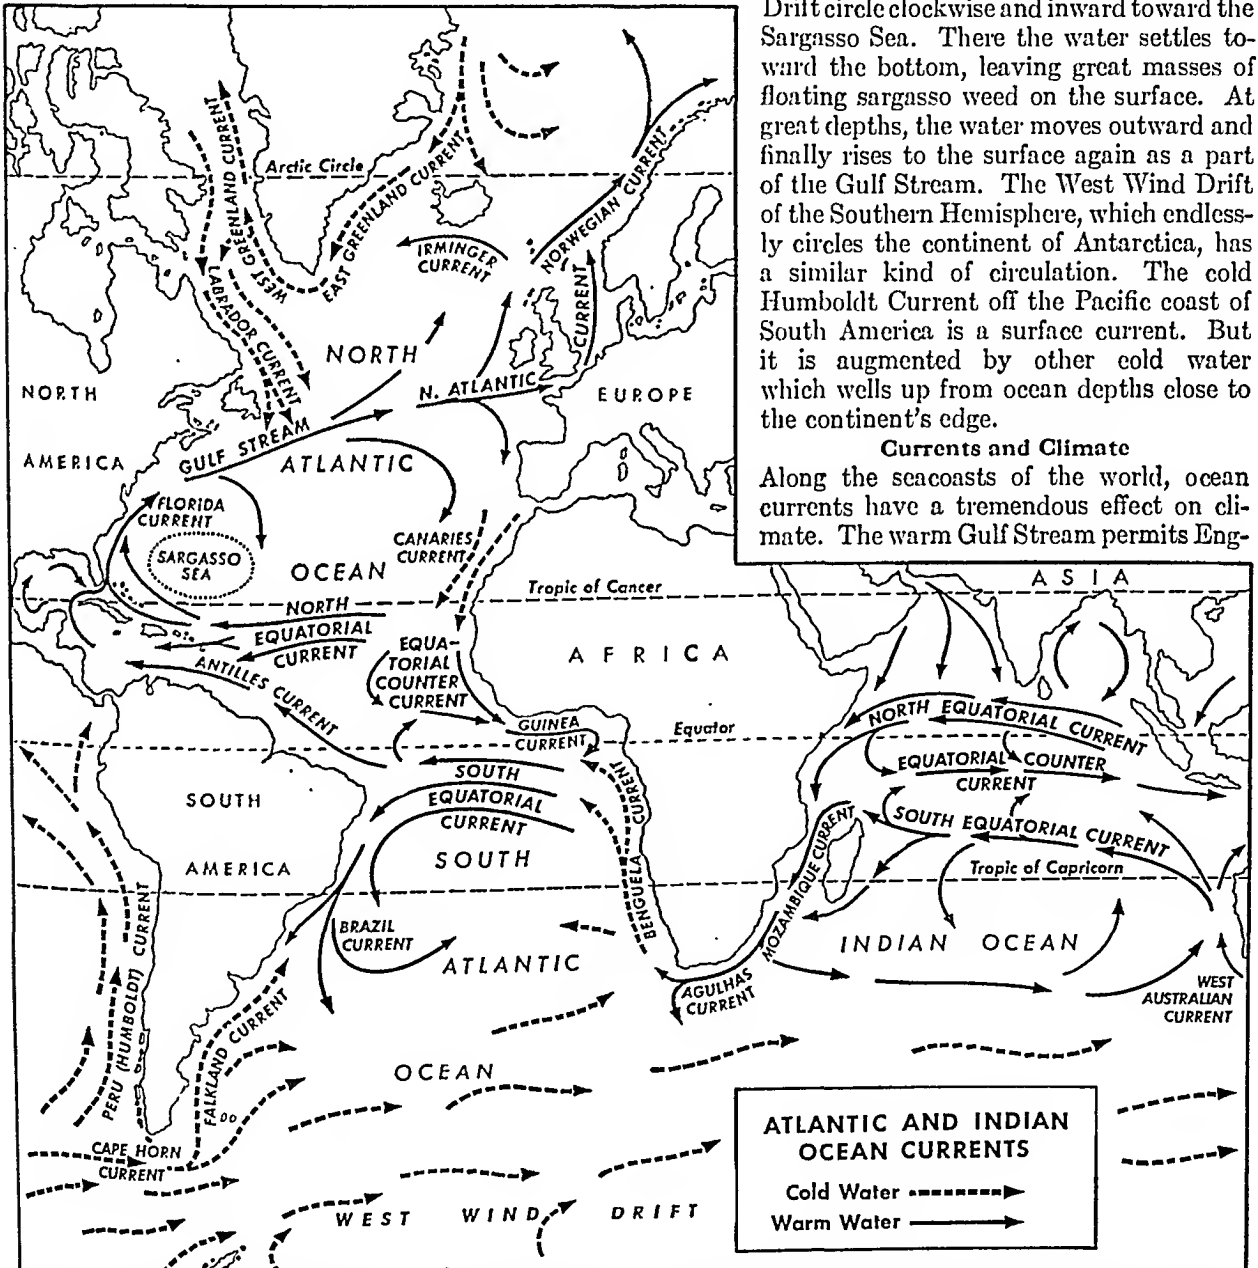 Drift circle clockwise and inward toward the
Sargasso Sea. There the water settles to-
ward the bottom, leaving great masses of
floating sargasso weed on the surface. At
great depths, the water moves outward and
finally rises to the surface again as a part
of the Gulf Stream. The West Wind Drift
of the Southern Hemisphere, which endless-
ly circles the continent of Antarctica, has
a similar kind of circulation. The cold
Humboldt Current off the Pacific coast of
South America is a surface current. But
it is augmented by other cold water
which wells up from ocean depths close to
the continent's edge.
Currents and Climate
Along the seacoasts of the world, ocean
currents have a tremendous effect on cli-
mate. The warm Gulf Stream permits Eng-
Arctic Circle
WEST GREENLAND CURRENT
EAST GREENLAND CURRENT
IRMINGER
CURRENT
NORWEGIAN CURRENT
LABRADOR CURRENT
CURRENT
NORTH
NORTH
N. ATLANTIC
EUROPE
GULF STREAM
AMERICA
ATLANTIC
FLORIDA
CURRENT
SARGASSO
SEA
CANARIES
CURRENT
OCEAN
Tropic of Cancer
ASIA
NORTH
EQUATORIAL
CURRENT
ANTILLES CURRENT
EQUA-
TORIAL
COUNTER
CURRENT
AFRICA
GUINEA
CURRENT
Equator
NORTH EQUATORIAL CURRENT
EQUATORIAL COUNTER
CURRENT
SOUTH
EQUATORIAL
CURRENT
SOUTH
AMERICA
SOUTH
BENGUELA CURRENT
MOZAMBIQUE CURRENT
SOUTH EQUATORIAL CURRENT
Tropic of Capricorn
BRAZIL
CURRENT
ATLANTIC
INDIAN OCEAN
AGULHAS
CURRENT
WEST
AUSTRALIAN
CURRENT
PERU (HUMBOLDT) CURRENT
FALKLAND CURRENT
OCEAN
CAPE HORN
CURRENT
WEST WIND DRIFT
ATLANTIC AND INDIAN
OCEAN CURRENTS
Cold Water
Warm Water